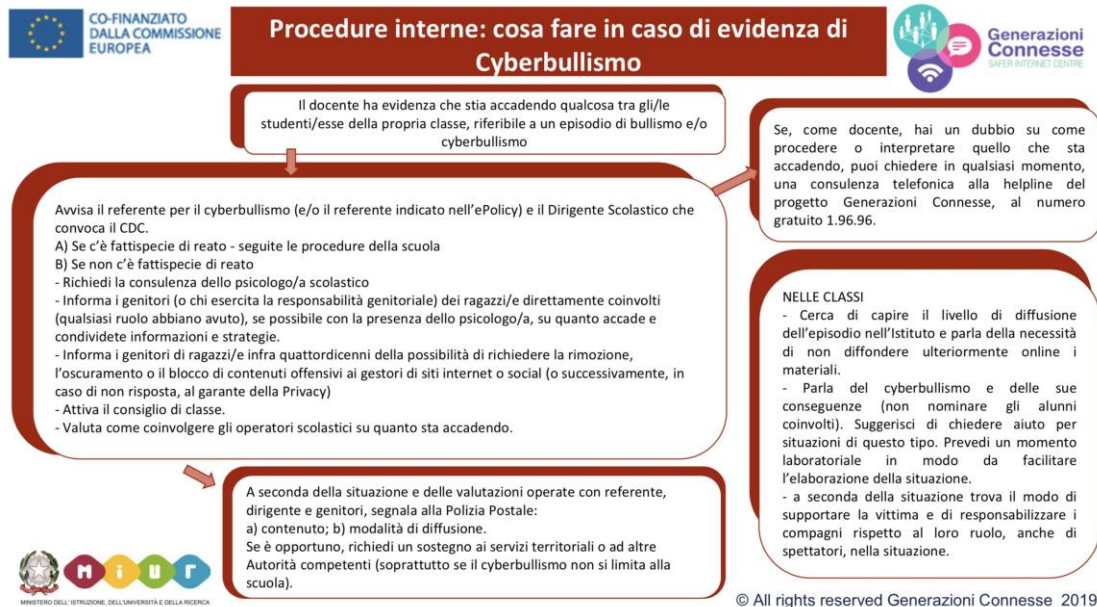 CO-FINANZIATO
DALLA COMMISSIONE
EUROPEA
Procedure interne: cosa fare in caso di evidenza di
Cyberbullismo
Generazioni
Connesse
SAFER INTERNET CENTRE
Il docente ha evidenza che stia accadendo qualcosa tra gli/le
studenti/esse della propria classe, riferibile a un episodio di bullismo e/o
cyberbullismo
Se, come docente, hai un dubbio su come
procedere o interpretare quello che sta
accadendo, puoi chiedere in qualsiasi momento,
una consulenza telefonica alla helpline del
progetto Generazioni Connesse, al numero
gratuito 1.96.96.
Avvisa il referente per il cyberbullismo (e/o il referente indicato nell'ePolicy) e il Dirigente Scolastico che
convoca il CDC.
A) Se c'è fattispecie di reato - seguite le procedure della scuola
B) Se non c'è fattispecie di reato
- Richiedi la consulenza dello psicologo/a scolastico
- Informa i genitori (o chi esercita la responsabilità genitoriale) dei ragazzi/e direttamente coinvolti
(qualsiasi ruolo abbiano avuto), se possibile con la presenza dello psicologo/a, su quanto accade e
condividete informazioni e strategie.
- Informa i genitori di ragazzi/e infra quattordicenni della possibilità di richiedere la rimozione,
l'oscuramento o il blocco di contenuti offensivi ai gestori di siti internet o social (o successivamente, in
caso di non risposta, al garante della Privacy)
- Attiva il consiglio di classe.
- Valuta come coinvolgere gli operatori scolastici su quanto sta accadendo.
NELLE CLASSI
- Cerca di capire il livello di diffusione
dell'episodio nell'Istituto e parla della necessità
di non diffondere ulteriormente online i
materiali.
- Parla del cyberbullismo e delle sue
conseguenze (non nominare gli alunni
coinvolti). Suggerisci di chiedere aiuto per
situazioni di questo tipo. Prevedi un momento
laboratoriale in modo da facilitare
l'elaborazione della situazione.
- a seconda della situazione trova il modo di
supportare la vittima e di responsabilizzare i
compagni rispetto al loro ruolo, anche di
spettatori, nella situazione.
A seconda della situazione e delle valutazioni operate con referente,
dirigente e genitori, segnala alla Polizia Postale:
a) contenuto; b) modalità di diffusione.
Se è opportuno, richiedi un sostegno ai servizi territoriali o ad altre
Autorità competenti (soprattutto se il cyberbullismo non si limita alla
scuola).
MIUR
MINISTERO DELL' ISTRUZIONE, DELL'UNIVERSITÀ E DELLA RICERCA
© All rights reserved Generazioni Connesse 2019